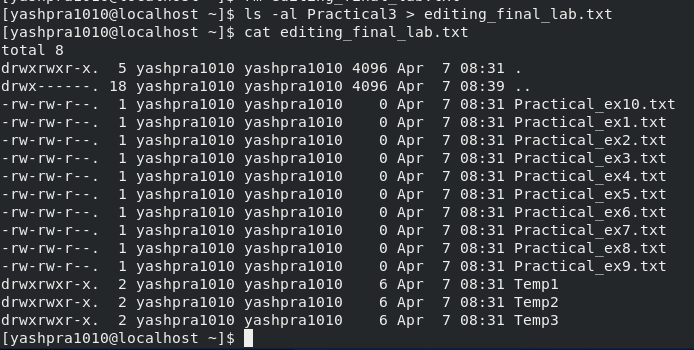 [yashpra1010@localhost ~]$ ls -al Practical3 > editing_final_lab.txt
[yashpra1010@localhost ~]$ cat editing_final_lab.txt
total 8
drwxrwxr-x.  5 yashpra1010 yashpra1010 4096 Apr  7 08:31 .
drwx------. 18 yashpra1010 yashpra1010 4096 Apr  7 08:39 ..
-rw-rw-r--.  1 yashpra1010 yashpra1010    0 Apr  7 08:31 Practical_ex10.txt
-rw-rw-r--.  1 yashpra1010 yashpra1010    0 Apr  7 08:31 Practical_ex1.txt
-rw-rw-r--.  1 yashpra1010 yashpra1010    0 Apr  7 08:31 Practical_ex2.txt
-rw-rw-r--.  1 yashpra1010 yashpra1010    0 Apr  7 08:31 Practical_ex3.txt
-rw-rw-r--.  1 yashpra1010 yashpra1010    0 Apr  7 08:31 Practical_ex4.txt
-rw-rw-r--.  1 yashpra1010 yashpra1010    0 Apr  7 08:31 Practical_ex5.txt
-rw-rw-r--.  1 yashpra1010 yashpra1010    0 Apr  7 08:31 Practical_ex6.txt
-rw-rw-r--.  1 yashpra1010 yashpra1010    0 Apr  7 08:31 Practical_ex7.txt
-rw-rw-r--.  1 yashpra1010 yashpra1010    0 Apr  7 08:31 Practical_ex8.txt
-rw-rw-r--.  1 yashpra1010 yashpra1010    0 Apr  7 08:31 Practical_ex9.txt
drwxrwxr-x.  2 yashpra1010 yashpra1010    6 Apr  7 08:31 Temp1
drwxrwxr-x.  2 yashpra1010 yashpra1010    6 Apr  7 08:31 Temp2
drwxrwxr-x.  2 yashpra1010 yashpra1010    6 Apr  7 08:31 Temp3
[yashpra1010@localhost ~]$